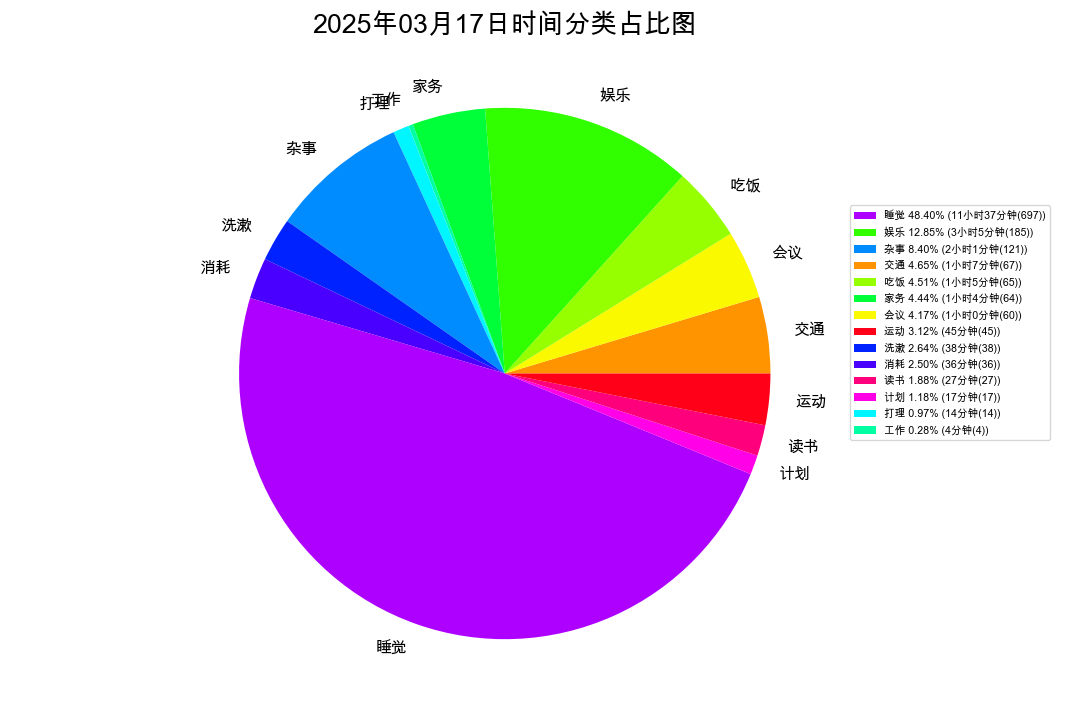 2025年03月17日时间分类占比图
家务
娱乐
工作
打理
杂事
吃饭
洗漱
会议
消耗
交通
运动
读书
计划
睡觉
睡觉 48.40% (11小时37分钟(697))
娱乐 12.85% (3小时5分钟(185))
杂事 8.40% (2小时1分钟(121))
交通 4.65% (1小时7分钟(67))
吃饭 4.51% (1小时5分钟(65))
家务 4.44% (1小时4分钟(64))
会议 4.17% (1小时0分钟(60))
运动 3.12% (45分钟(45))
洗漱 2.64% (38分钟(38))
消耗 2.50% (36分钟(36))
读书 1.88% (27分钟(27))
计划 1.18% (17分钟(17))
打理 0.97% (14分钟(14))
工作 0.28% (4分钟(4))